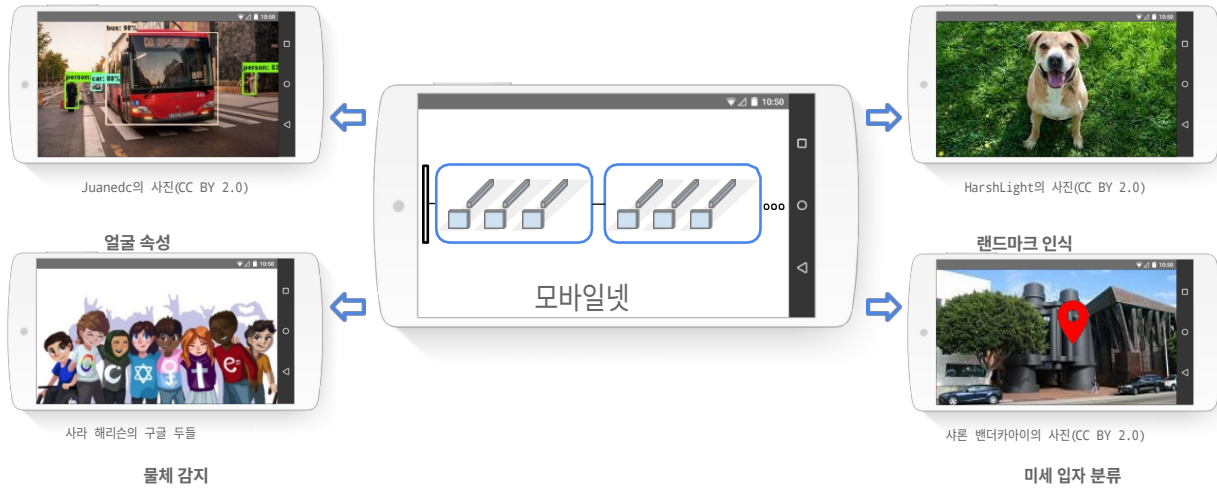 10:50
bus: 98%
person:
car: 88%
person: 83
Juanedc의 사진(CC BY 2.0)
얼굴 속성
10:50
C
C
t
e
사라 해리슨의 구글 두들
물체 감지
10:50
ooo
모바일넷
10:50
HarshLight의 사진(CC BY 2.0)
랜드마크 인식
10:50
샤론 밴더카아이의 사진(CC BY 2.0)
미세 입자 분류